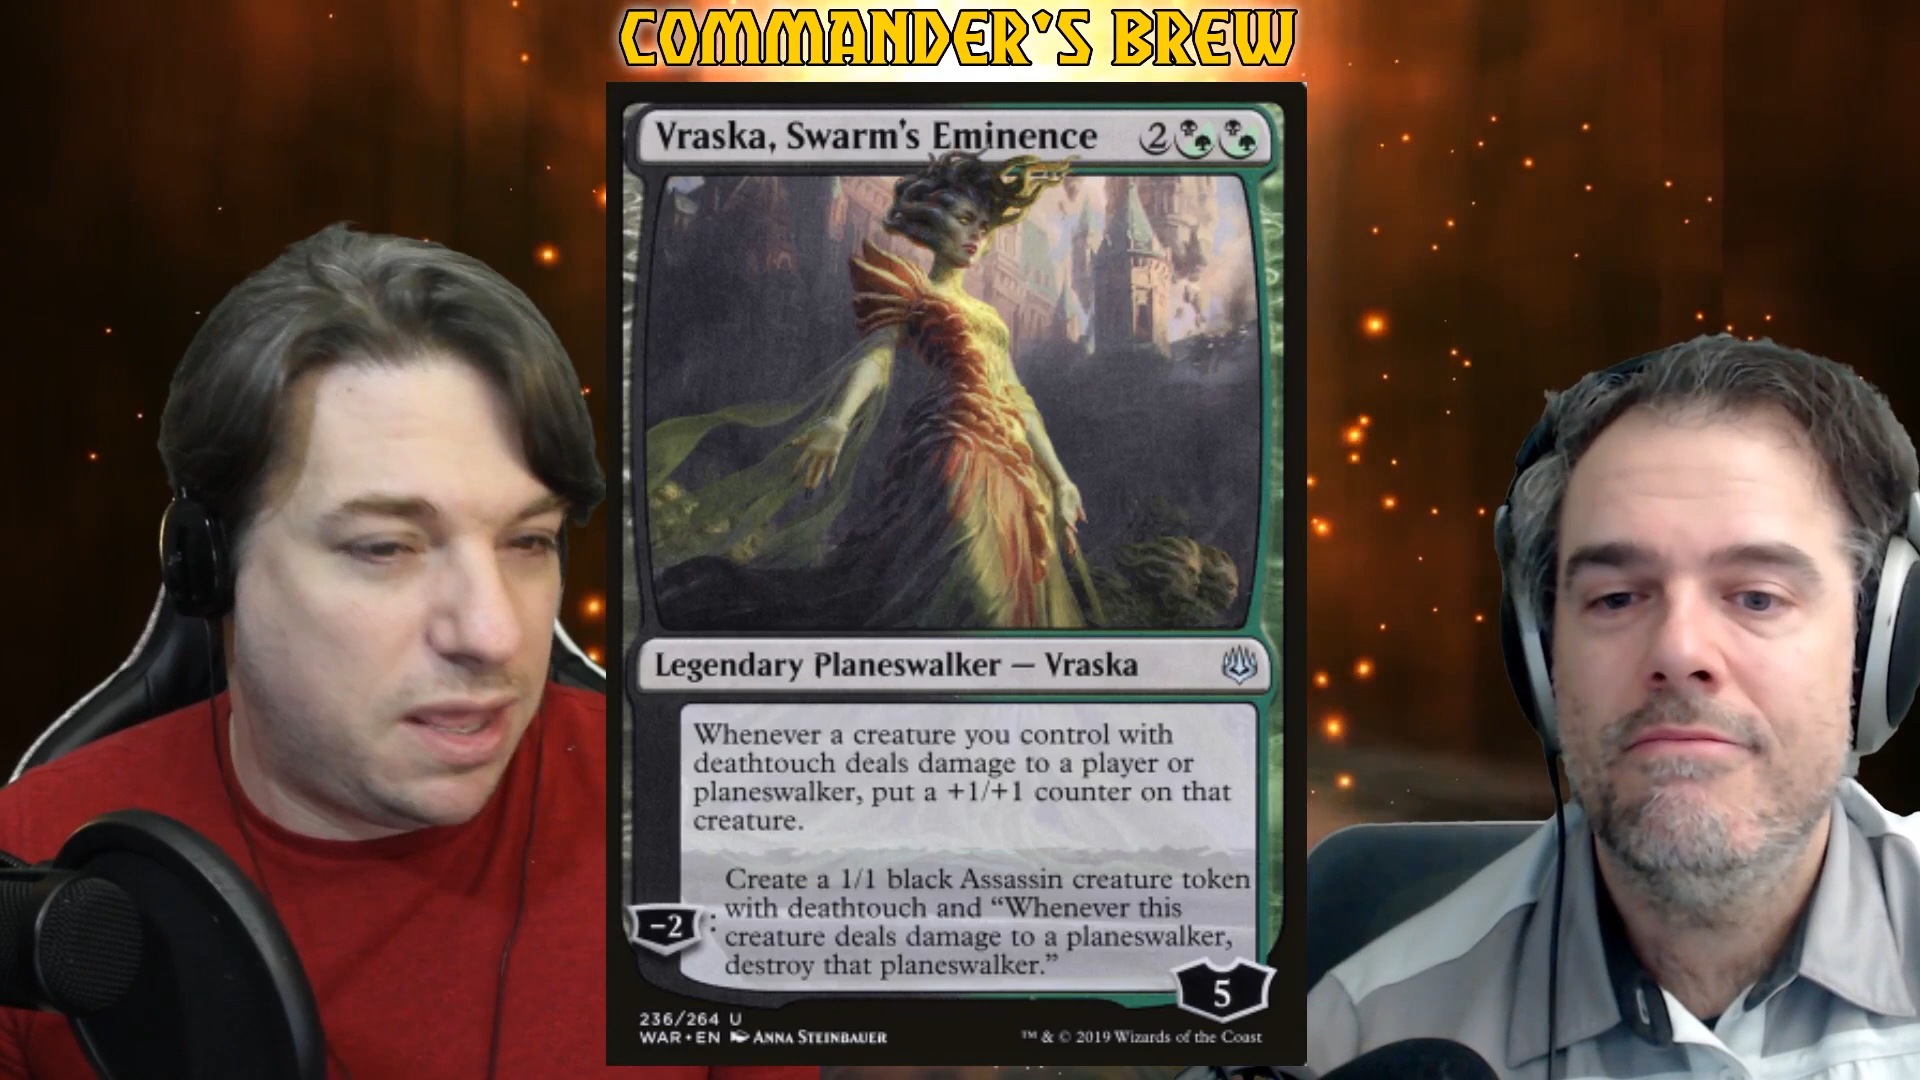 COMMANDER'S BREW
Vraska, Swarm's Eminence 2
Legendary Planeswalker — Vraska
Whenever a creature you control with
deathtouch deals damage to a player or
planeswalker, put a +1/+1 counter on that
creature.
Create a 1/1 black Assassin creature token
−2 : with deathtouch and “Whenever this
creature deals damage to a planeswalker,
destroy that planeswalker.”
5
236/264 U
WAR • EN ANNA STEINBAUER
™ & © 2019 Wizards of the Coast